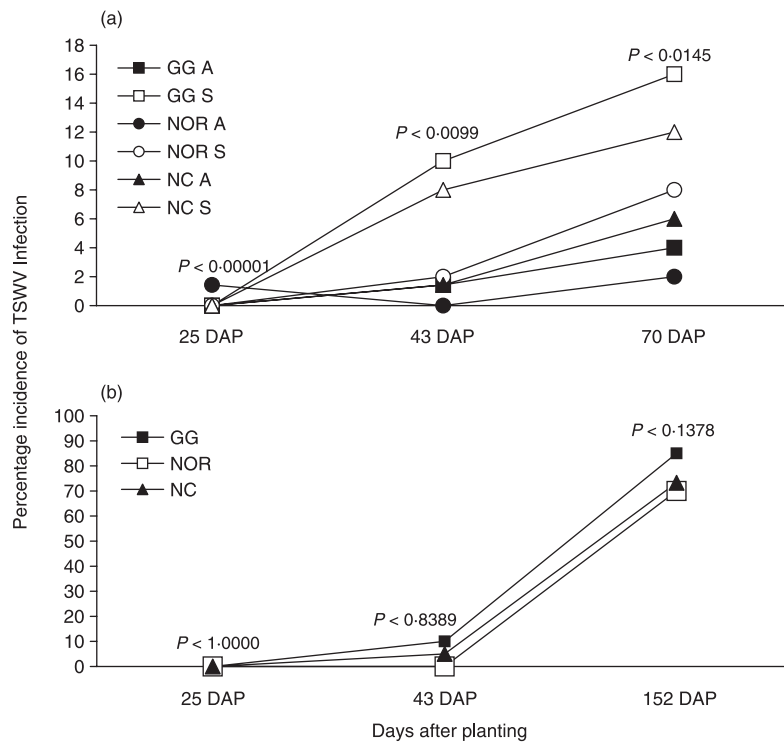 (a)
18
16
14
12
10
8
6
4
2
0
GG A
GG S
NOR A
NOR S
NC A
NC S
P < 0·00001
P < 0·0099
P < 0·0145
25 DAP
43 DAP
70 DAP
Percentage incidence of TSWV Infection
(b)
100
90
80
70
60
50
40
30
20
10
0
GG
NOR
NC
P < 1·0000
P < 0·8389
P < 0·1378
25 DAP
43 DAP
152 DAP
Days after planting